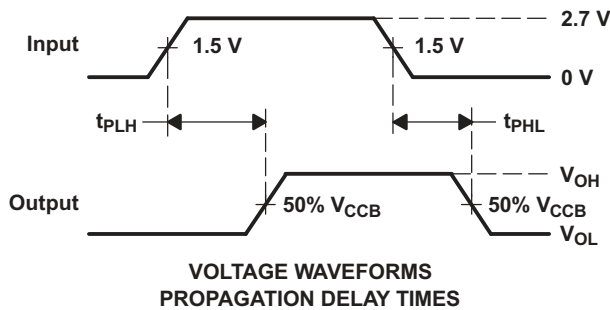 2.7 V
Input
1.5 V
1.5 V
0 V
tPLH
tPHL
VOH
Output
50% VCCB
50% VCCB
VOL
VOLTAGE WAVEFORMS
PROPAGATION DELAY TIMES